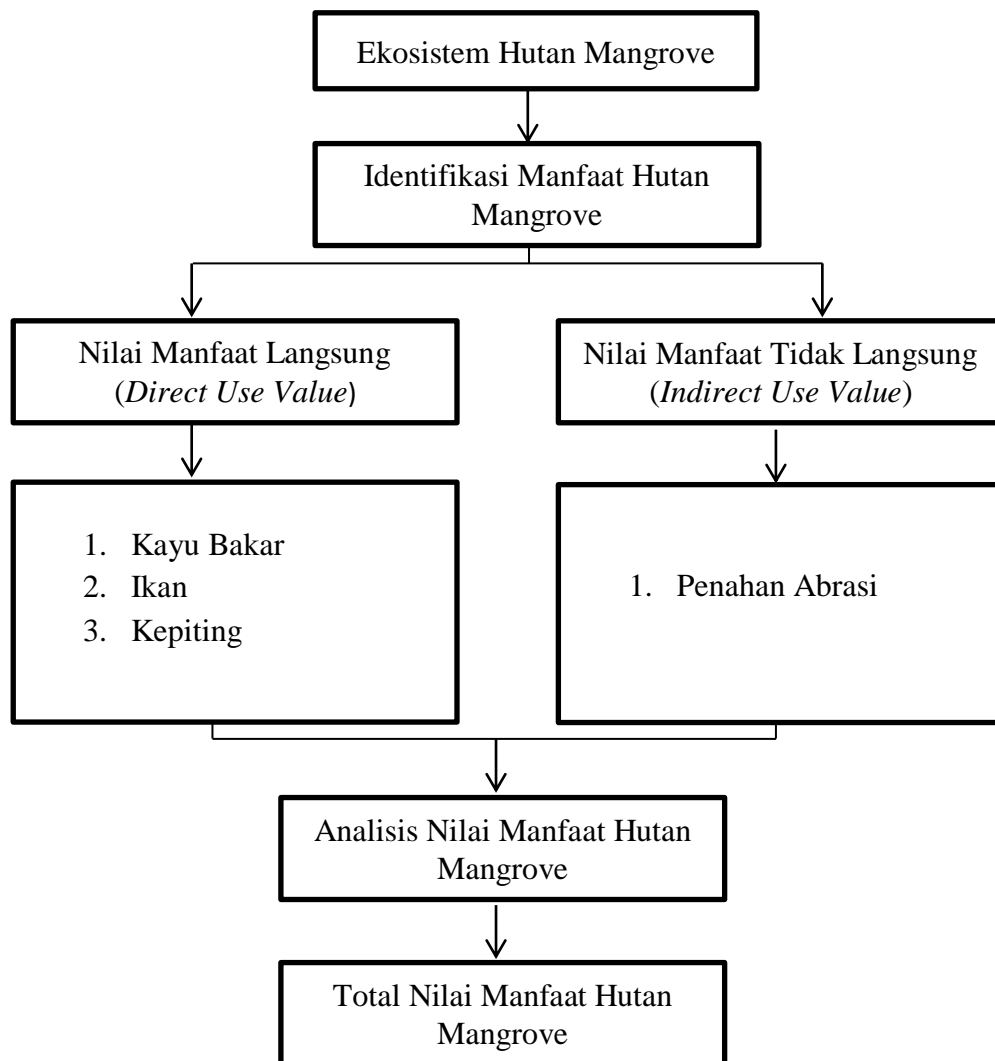 Ekosistem Hutan Mangrove
Identifikasi Manfaat Hutan
Mangrove
Nilai Manfaat Langsung
(Direct Use Value)
Nilai Manfaat Tidak Langsung
(Indirect Use Value)
1. Kayu Bakar
2. Ikan
3. Kepiting
1. Penahan Abrasi
Analisis Nilai Manfaat Hutan
Mangrove
Total Nilai Manfaat Hutan
Mangrove